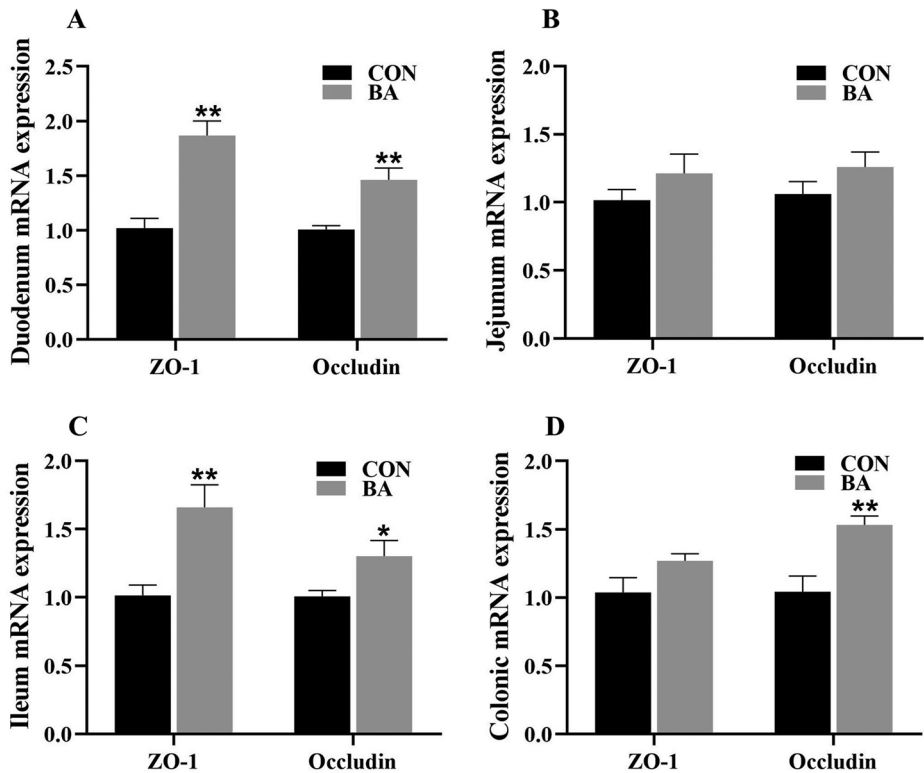 A
Duodenum mRNA expression
2.5
2.0
1.5
1.0
0.5
0.0
CON
BA
**
**
ZO-1
Occludin
B
Jejunum mRNA expression
2.0
1.5
1.0
0.5
0.0
CON
BA
ZO-1
Occludin
C
Ileum mRNA expression
2.0
1.5
1.0
0.5
0.0
CON
BA
**
*
ZO-1
Occludin
D
Colonic mRNA expression
2.0
1.5
1.0
0.5
0.0
CON
BA
**
ZO-1
Occludin